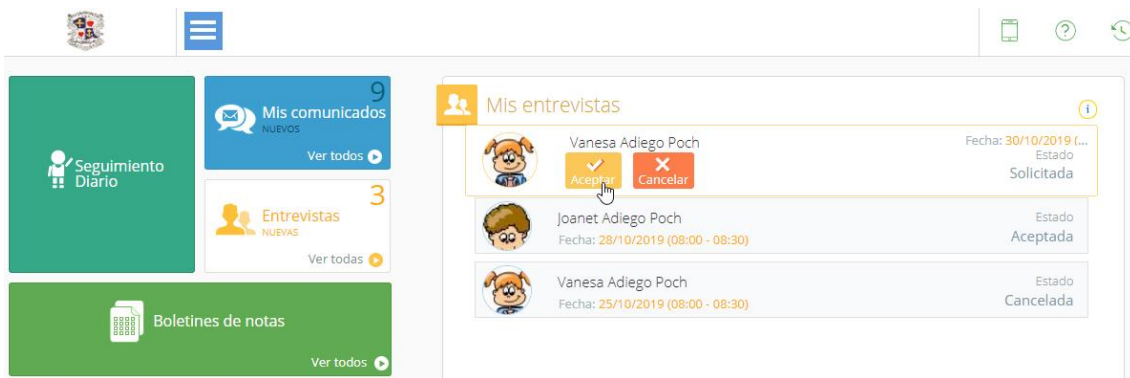 Seguimiento
Diario
9
Mis comunicados
NUEVOS
Ver todos
3
Entrevistas
NUEVAS
Ver todas
Boletines de notas
Ver todos
Mis entrevistas
i
Vanesa Adiego Poch
Fecha: 30/10/2019 (...
Aceptar
Cancelar
Estado
Solicitada
Joanet Adiego Poch
Fecha: 28/10/2019 (08:00 - 08:30)
Estado
Aceptada
Vanesa Adiego Poch
Fecha: 25/10/2019 (08:00 - 08:30)
Estado
Cancelada